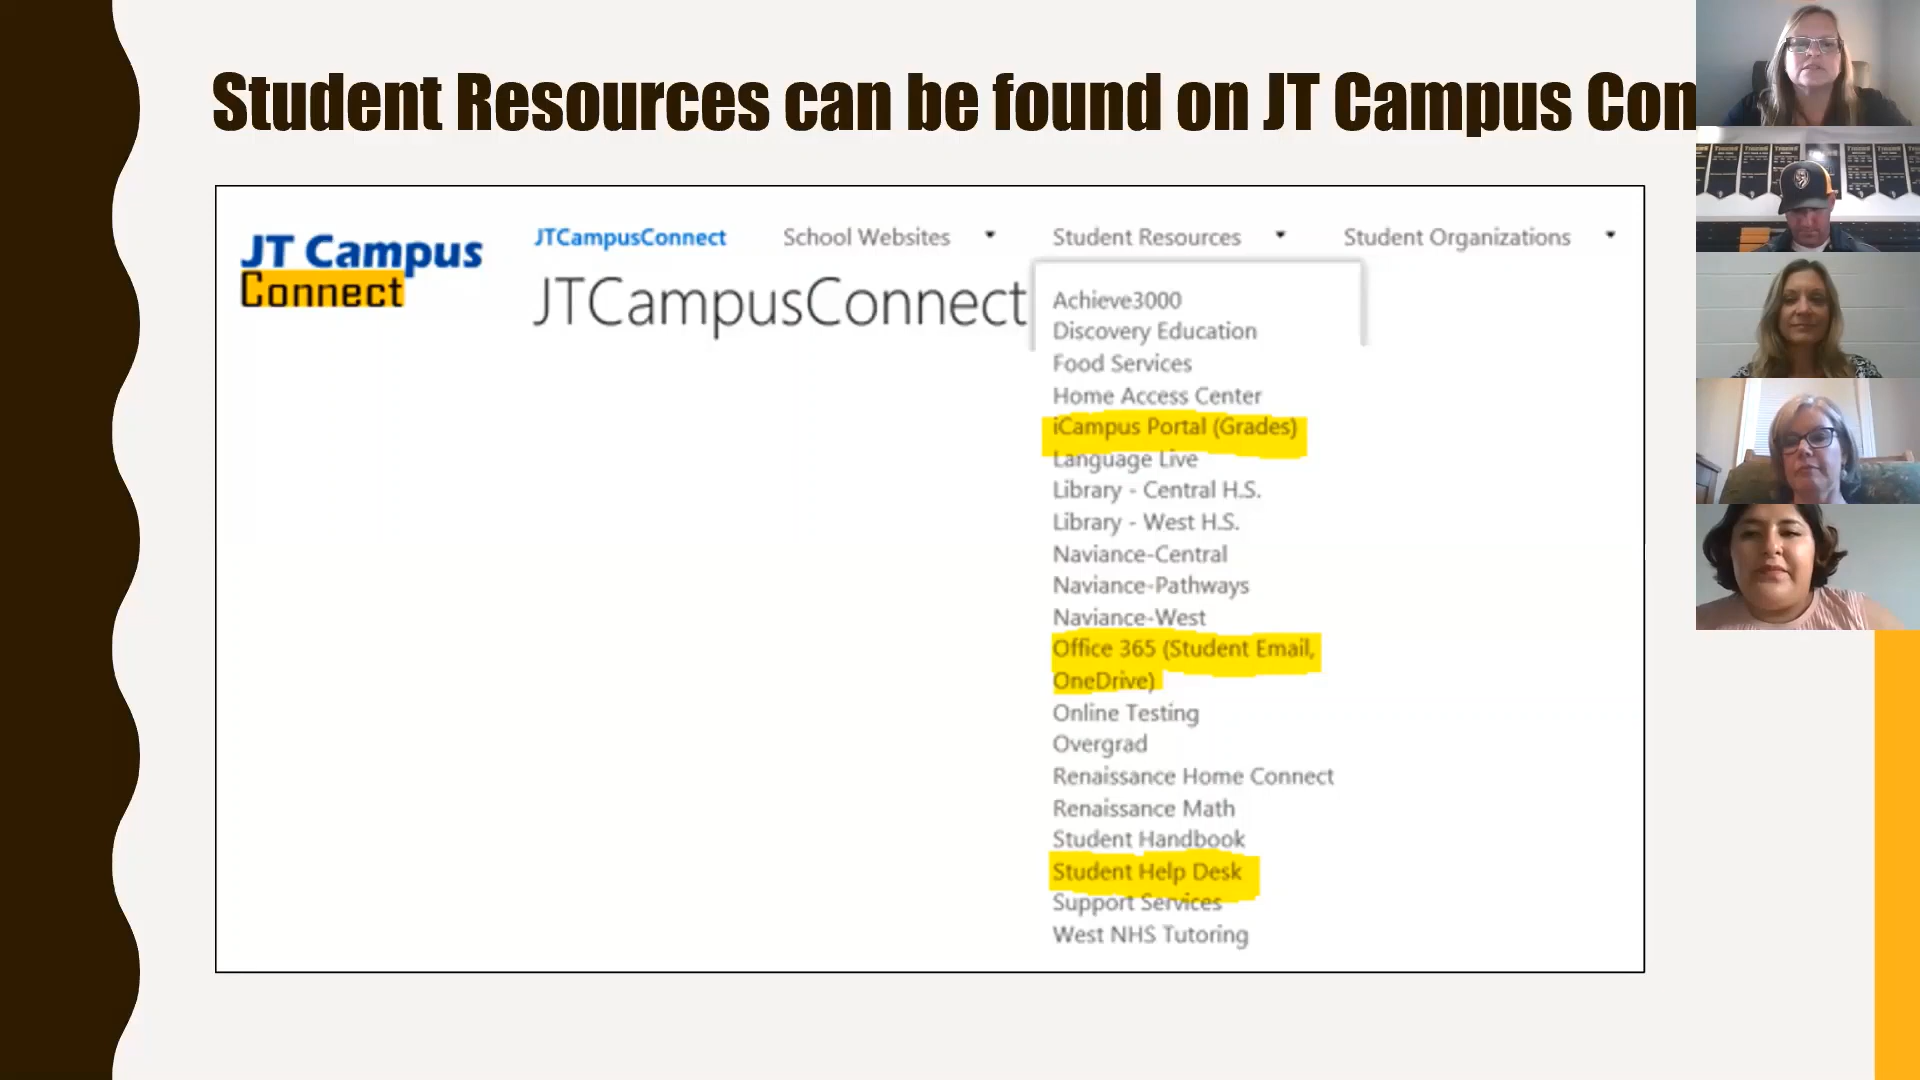 Student Resources can be found on JT Campus Con
JT Campus
Connect
JTCampusConnect School Websites Student Resources Student Organizations
JTCampusConnect
Achieve3000
Discovery Education
Food Services
Home Access Center
iCampus Portal (Grades)
Language Live
Library - Central H.S.
Library - West H.S.
Naviance-Central
Naviance-Pathways
Naviance-West
Office 365 (Student Email,
OneDrive)
Online Testing
Overgrad
Renaissance Home Connect
Renaissance Math
Student Handbook
Student Help Desk
Support Services
West NHS Tutoring